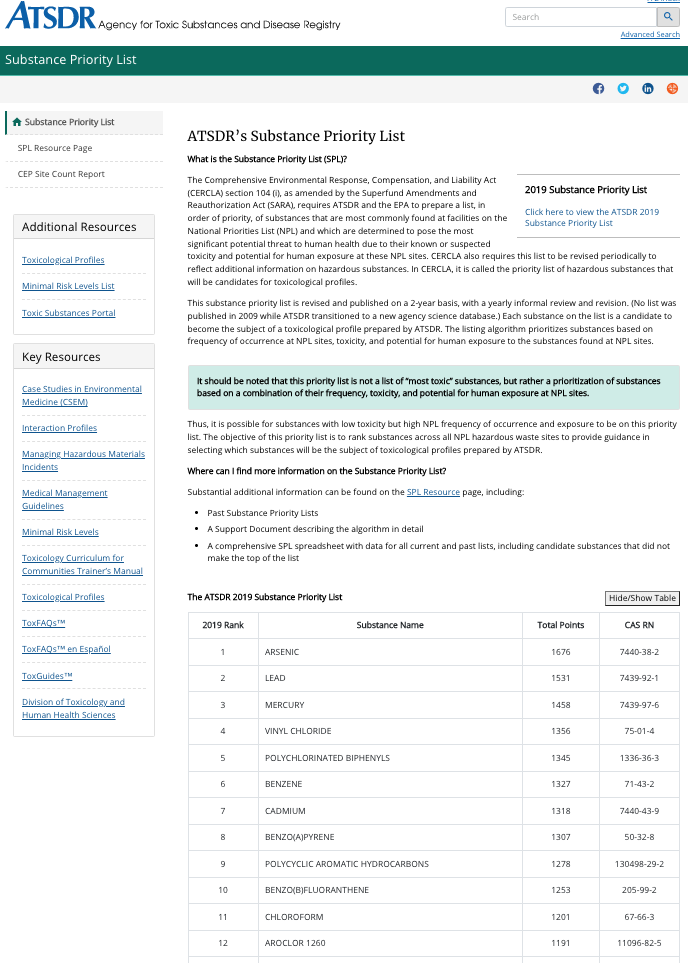 ATSDR Agency for Toxic Substances and Disease Registry
Search
Advanced Search
Substance Priority List
Substance Priority List
SPL Resource Page
CEP Site Count Report
Additional Resources
Toxicological Profiles
Minimal Risk Levels List
Toxic Substances Portal
Key Resources
Case Studies in Environmental
Medicine (CSEM)
Interaction Profiles
Managing Hazardous Materials
Incidents
Medical Management
Guidelines
Minimal Risk Levels
Toxicology Curriculum for
Communities Trainer's Manual
Toxicological Profiles
ToxFAQs™
ToxFAQs™ en Español
ToxGuides™
Division of Toxicology and
Human Health Sciences
ATSDR's Substance Priority List
What is the Substance Priority List (SPL)?
The Comprehensive Environmental Response, Compensation, and Liability Act
(CERCLA) section 104 (i), as amended by the Superfund Amendments and
Reauthorization Act (SARA), requires ATSDR and the EPA to prepare a list, in
order of priority, of substances that are most commonly found at facilities on the
National Priorities List (NPL) and which are determined to pose the most
significant potential threat to human health due to their known or suspected
toxicity and potential for human exposure at these NPL sites. CERCLA also requires this list to be revised periodically to
reflect additional information on hazardous substances. In CERCLA, it is called the priority list of hazardous substances that
will be candidates for toxicological profiles.
2019 Substance Priority List
Click here to view the ATSDR 2019
Substance Priority List
This substance priority list is revised and published on a 2-year basis, with a yearly informal review and revision. (No list was
published in 2009 while ATSDR transitioned to a new agency science database.) Each substance on the list is a candidate to
become the subject of a toxicological profile prepared by ATSDR. The listing algorithm prioritizes substances based on
frequency of occurrence at NPL sites, toxicity, and potential for human exposure to the substances found at NPL sites.
It should be noted that this priority list is not a list of "most toxic" substances, but rather a prioritization of substances
based on a combination of their frequency, toxicity, and potential for human exposure at NPL sites.
Thus, it is possible for substances with low toxicity but high NPL frequency of occurrence and exposure to be on this priority
list. The objective of this priority list is to rank substances across all NPL hazardous waste sites to provide guidance in
selecting which substances will be the subject of toxicological profiles prepared by ATSDR.
Where can I find more information on the Substance Priority List?
Substantial additional information can be found on the SPL Resource page, including:
• Past Substance Priority Lists
• A Support Document describing the algorithm in detail
• A comprehensive SPL spreadsheet with data for all current and past lists, including candidate substances that did not
make the top of the list
The ATSDR 2019 Substance Priority List
Hide/Show Table
2019 Rank Substance Name Total Points CAS RN
1 ARSENIC 1676 7440-38-2
2 LEAD 1531 7439-92-1
3 MERCURY 1458 7439-97-6
4 VINYL CHLORIDE 1356 75-01-4
5 POLYCHLORINATED BIPHENYLS 1345 1336-36-3
6 BENZENE 1327 71-43-2
7 CADMIUM 1318 7440-43-9
8 BENZO(A)PYRENE 1307 50-32-8
9 POLYCYCLIC AROMATIC HYDROCARBONS 1278 130498-29-2
10 BENZO(B)FLUORANTHENE 1253 205-99-2
11 CHLOROFORM 1201 67-66-3
12 AROCLOR 1260 1191 11096-82-5